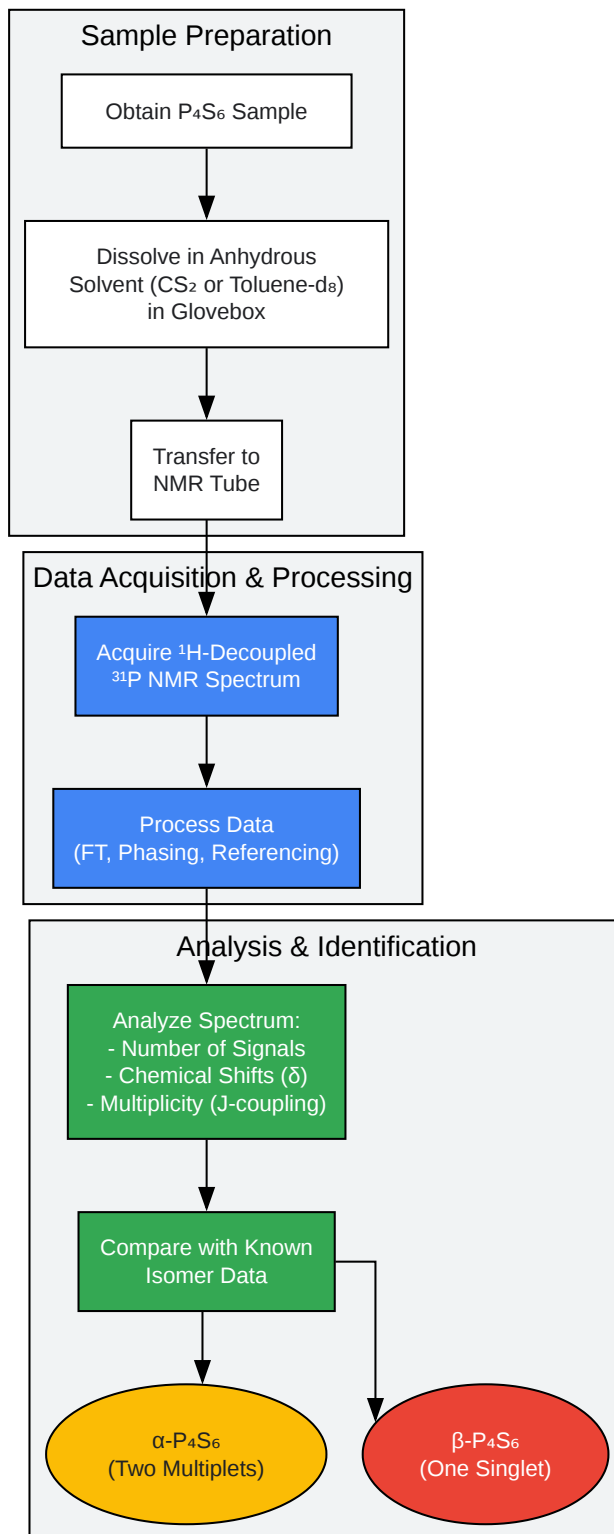 Sample Preparation
Obtain P₄S₆ Sample
Dissolve in Anhydrous
Solvent (CS₂ or Toluene-d₈)
in Glovebox
Transfer to
NMR Tube
Data Acquisition & Processing
Acquire ¹H-Decoupled
³¹P NMR Spectrum
Process Data
(FT, Phasing, Referencing)
Analysis & Identification
Analyze Spectrum:
- Number of Signals
- Chemical Shifts (δ)
- Multiplicity (J-coupling)
Compare with Known
Isomer Data
α-P₄S₆
(Two Multiplets)
β-P₄S₆
(One Singlet)